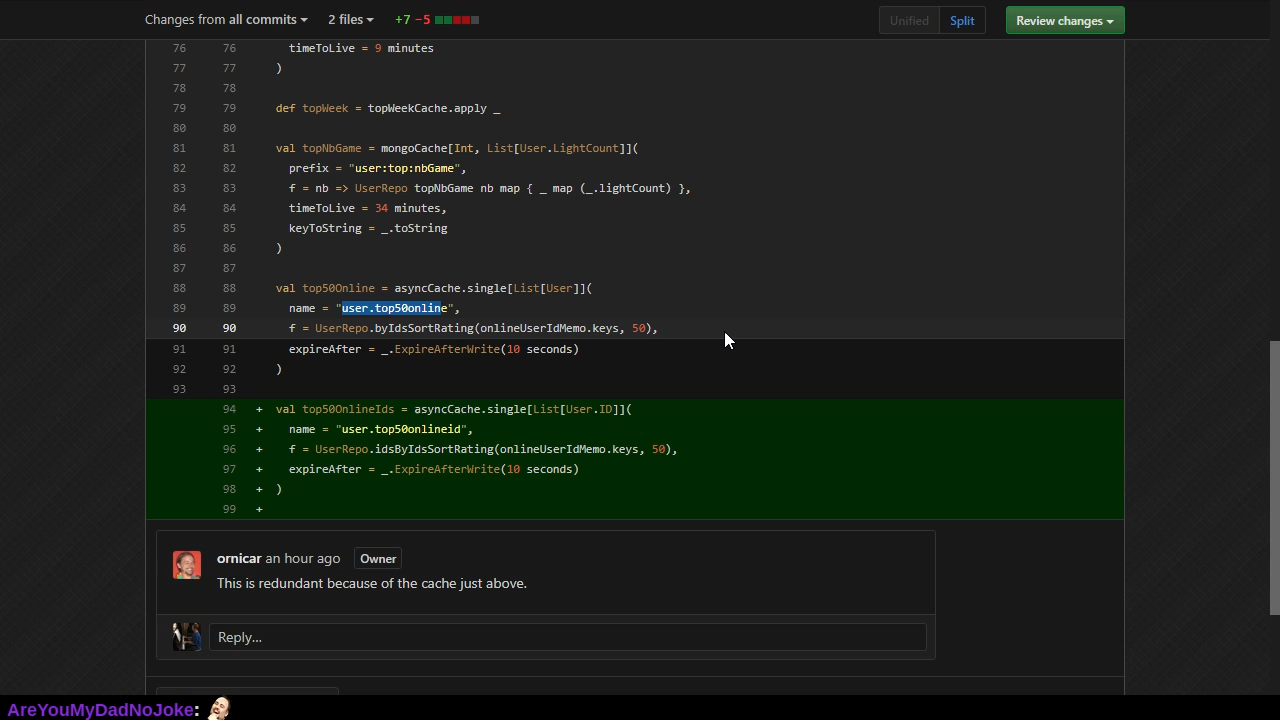 Changes from all commits 2 files +7 −5 Unified Split Review changes
76 76 timeToLive = 9 minutes
77 77 )
78 78
79 79 def topWeek = topWeekCache.apply _
80 80
81 81 val topNbGame = mongoCache[Int, List[User.LightCount]](
82 82 prefix = "user:top:nbGame",
83 83 f = nb => UserRepo topNbGame nb map { _ map (_.lightCount) },
84 84 timeToLive = 34 minutes,
85 85 keyToString = _.toString
86 86 )
87 87
88 88 val top50Online = asyncCache.single[List[User]](
89 89 name = "user.top50online",
90 90 f = UserRepo.byIdsSortRating(onlineUserIdMemo.keys, 50),
91 91 expireAfter = _.ExpireAfterWrite(10 seconds)
92 92 )
93 93
94 + val top50OnlineIds = asyncCache.single[List[User.ID]](
95 + name = "user.top50onlineid",
96 + f = UserRepo.idsByIdsSortRating(onlineUserIdMemo.keys, 50),
97 + expireAfter = _.ExpireAfterWrite(10 seconds)
98 + )
99 +
ornicar an hour ago Owner
This is redundant because of the cache just above.
Reply...
AreYouMyDadNoJoke: